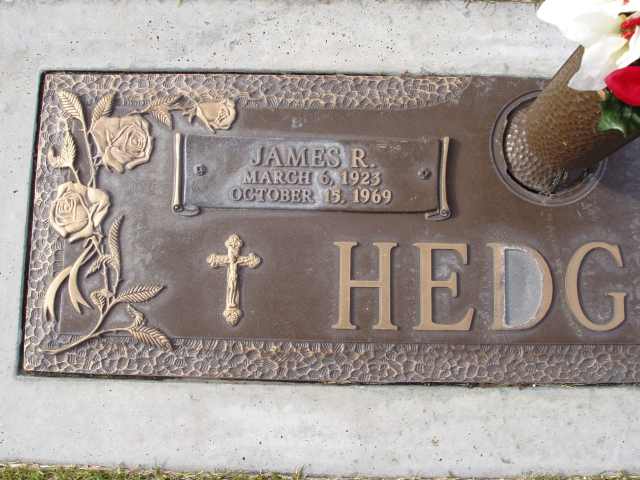 JAMES R.
MARCH 6, 1923
OCTOBER 15, 1969
HEDG